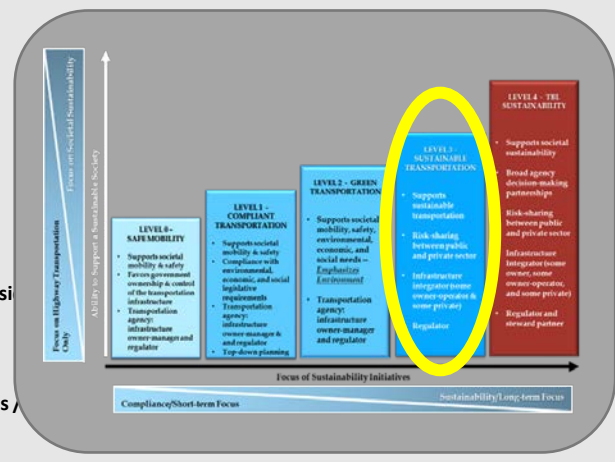 Focus on Societal Sustainability
Focus on Highway Transportation
Only
Ability to Support a Sustainable Society
LEVEL 0 –
SAFE MOBILITY
• Supports societal
mobility & safety
• Favors government
ownership & control
of the transportation
infrastructure
• Transportation
agency:
infrastructure
owner-manager and
regulator
LEVEL 1 –
COMPLIANT
TRANSPORTATION
• Supports societal
mobility & safety
• Compliance with
environmental,
economic, and social
legislative
requirements
• Transportation
agency:
infrastructure
owner-manager &
and regulator
• Top-down planning
LEVEL 2 – GREEN
TRANSPORTATION
• Supports societal
mobility, safety,
environmental,
economic, and
social needs –
Emphasizes
Environment
• Transportation
agency:
infrastructure
owner-manager
and regulator
LEVEL 3 -
SUSTAINABLE
TRANSPORTATION
• Supports
sustainable
transportation
• Risk-sharing
between public
and private sector
• Infrastructure
integrator (some
owner-operator &
some private)
Regulator
LEVEL 4 – TBL
SUSTAINABILITY
• Supports societal
sustainability
• Broad agency
decision-making
partnerships
Risk-sharing
between public
and private sector
Infrastructure
Integrator (some
owner, some
owner-operator,
and some private)
• Regulator and
steward partner
Focus of Sustainability Initiatives
Compliance/Short-term Focus
Sustainability/Long-term Focus
si
s /